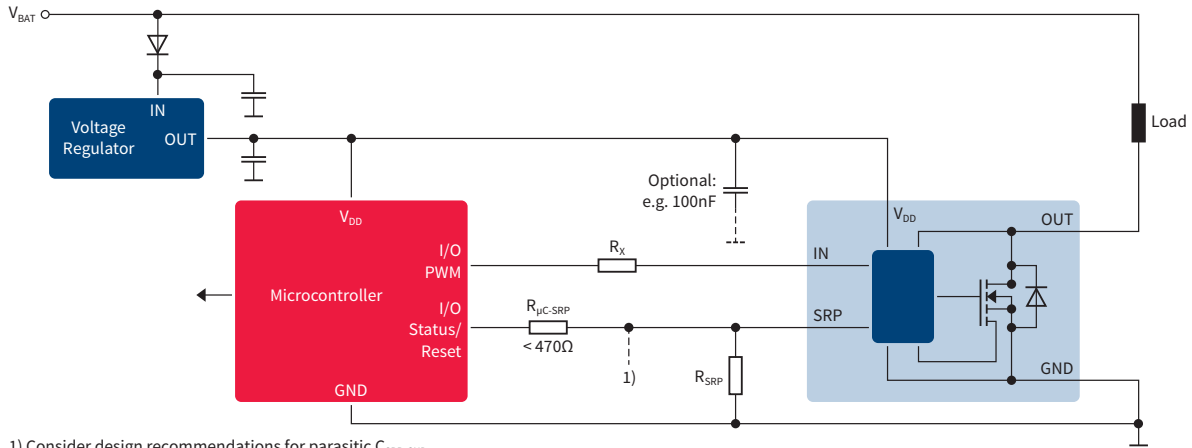 VBAT
IN
Voltage
Regulator
OUT
Load
Optional:
e.g. 100nF
VDD
VDD
OUT
I/O
PWM
RX
IN
Microcontroller
I/O
Status/
Reset
RµC-SRP
< 470Ω
SRP
1)
RSRP
GND
GND
1) Consider design recommendations for parasitic